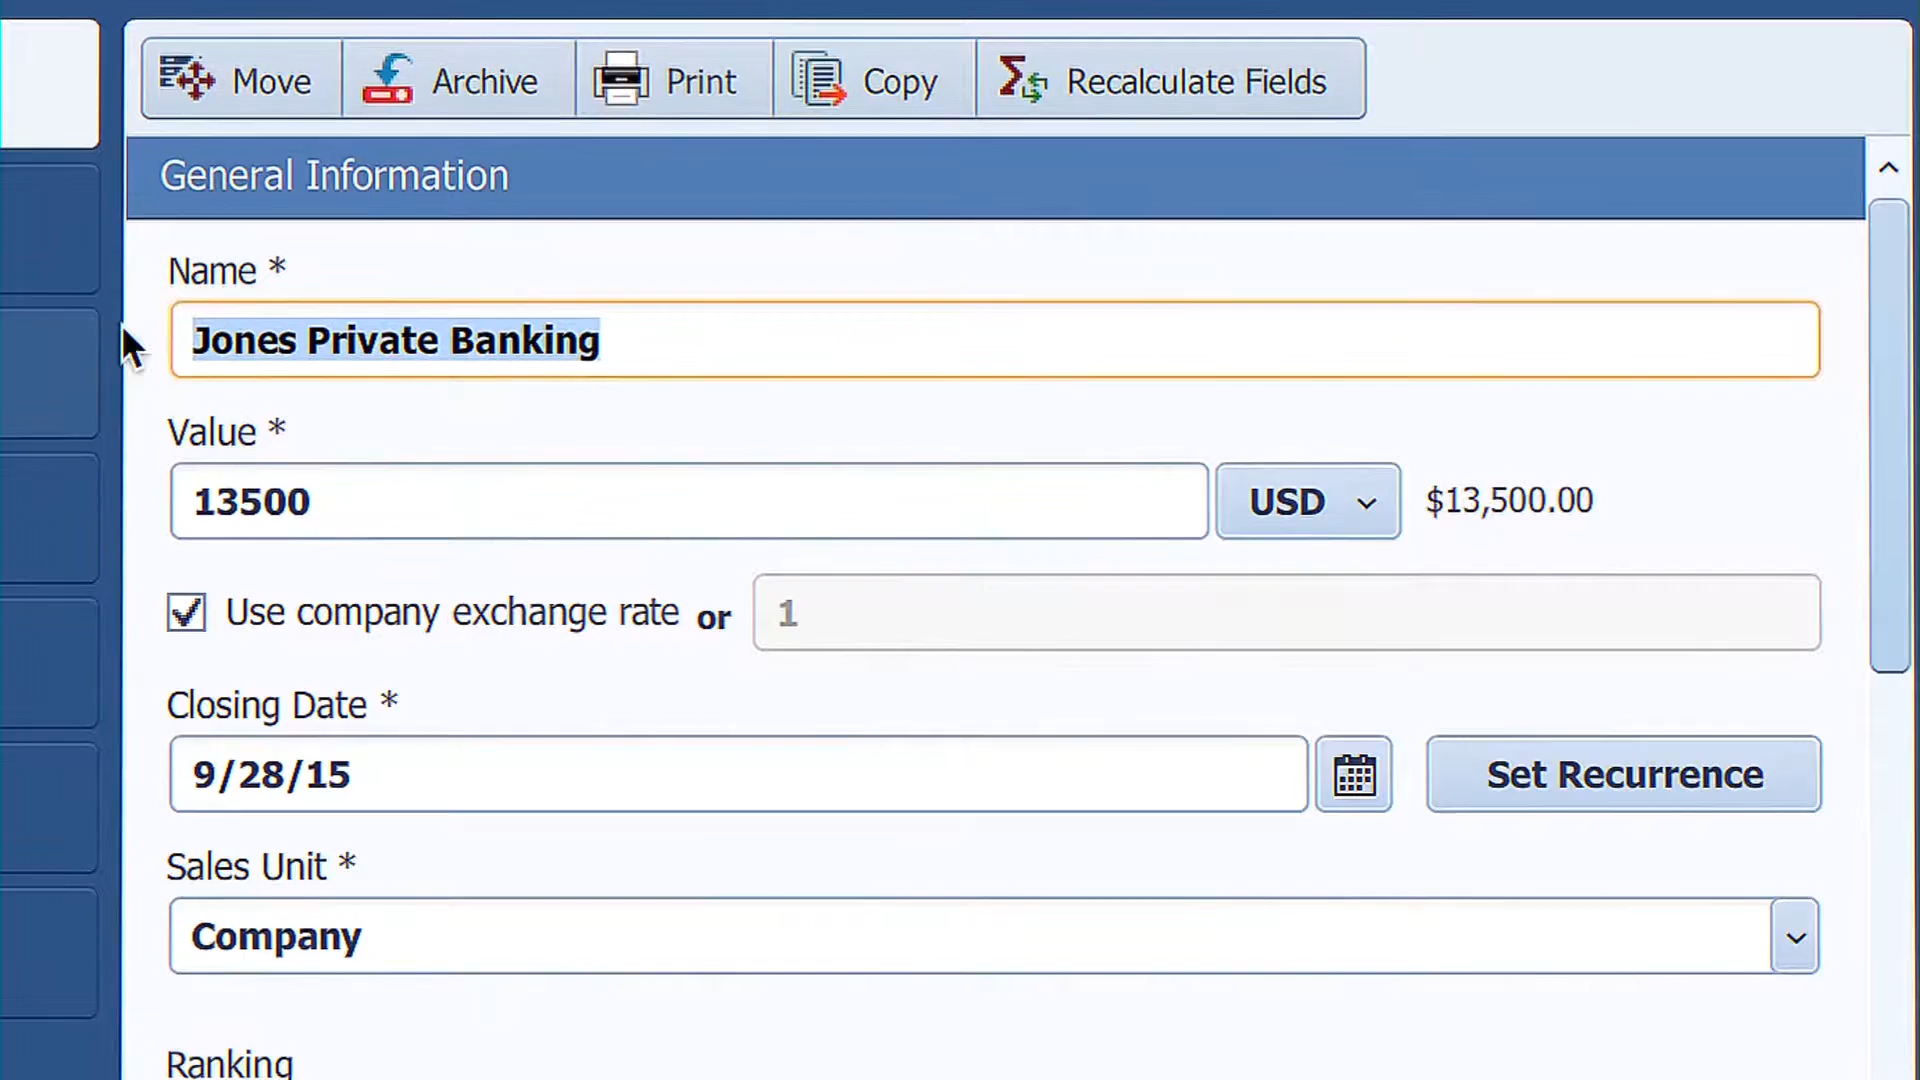 Move Archive Print Copy Recalculate Fields
General Information
Name *
Jones Private Banking
Value *
13500 USD $13,500.00
Use company exchange rate or 1
Closing Date *
9/28/15 Set Recurrence
Sales Unit *
Company
Ranking